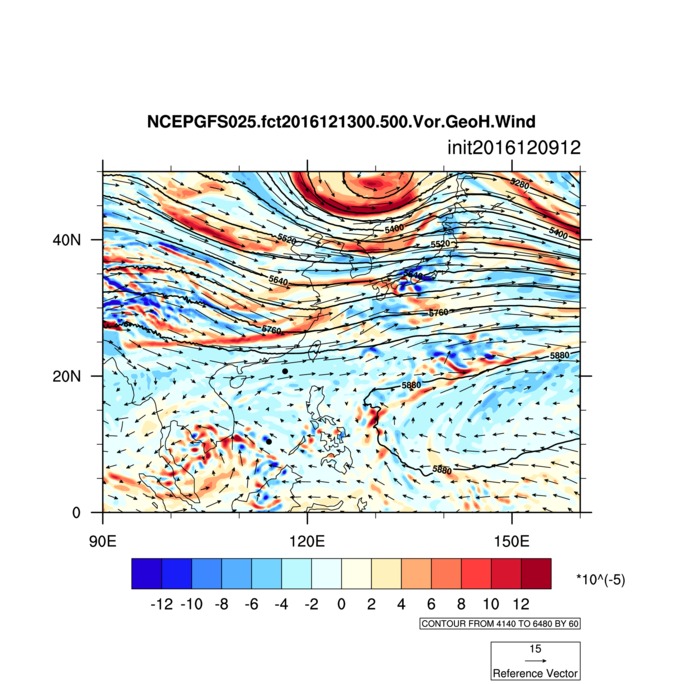 NCEPGFS025.fct2016121300.500.Vor.GeoH.Wind
init2016120912
5280
5400
5400
5520
5520
5640
5760
5760
5880
5880
5880
40N
20N
0
90E 120E 150E
-12 -10 -8 -6 -4 -2 0 2 4 6 8 10 12
*10^(-5)
CONTOUR FROM 4140 TO 6480 BY 60
15
Reference Vector